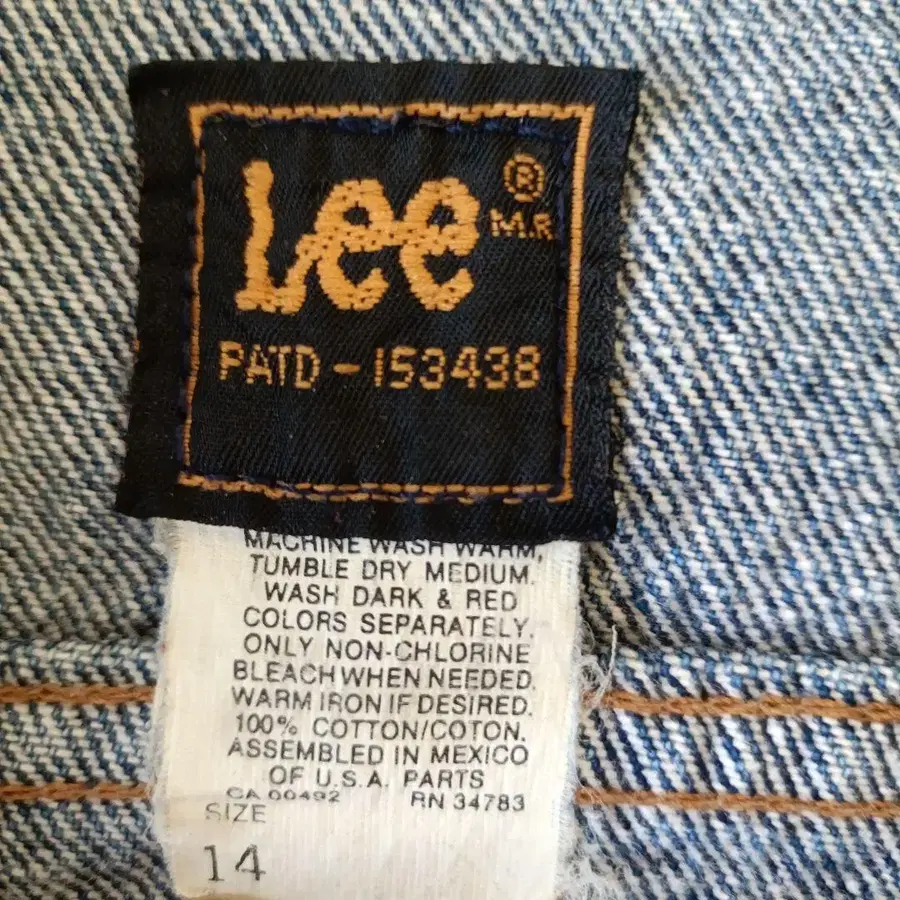 Lee ®
M.R.
PATD - 153438
MACHINE WASH WARM,
TUMBLE DRY MEDIUM.
WASH DARK & RED
COLORS SEPARATELY.
ONLY NON-CHLORINE
BLEACH WHEN NEEDED.
WARM IRON IF DESIRED.
100% COTTON/COTON.
ASSEMBLED IN MEXICO
OF U.S.A. PARTS
CA 00492 RN 34783
SIZE
14